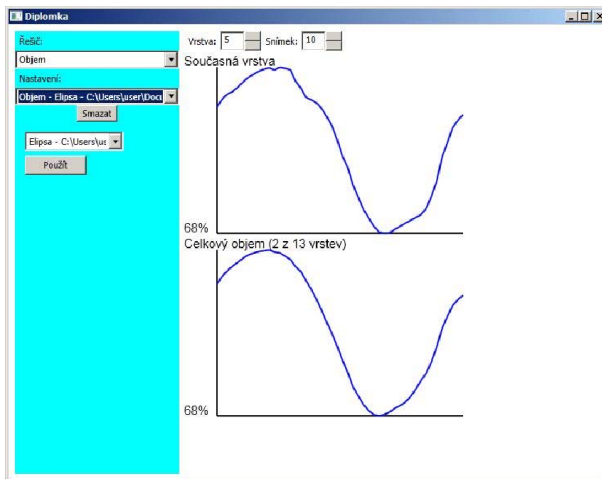 Diplomka
Řešič:
Objem
Nastavení:
Objem - Elipsa - C:\Users\user\Docu
Smazat
Elipsa - C:\Users\us
Použít
Vrstva: 5 Snímek: 10
Současná vrstva
68%
Celkový objem (2 z 13 vrstev)
68%